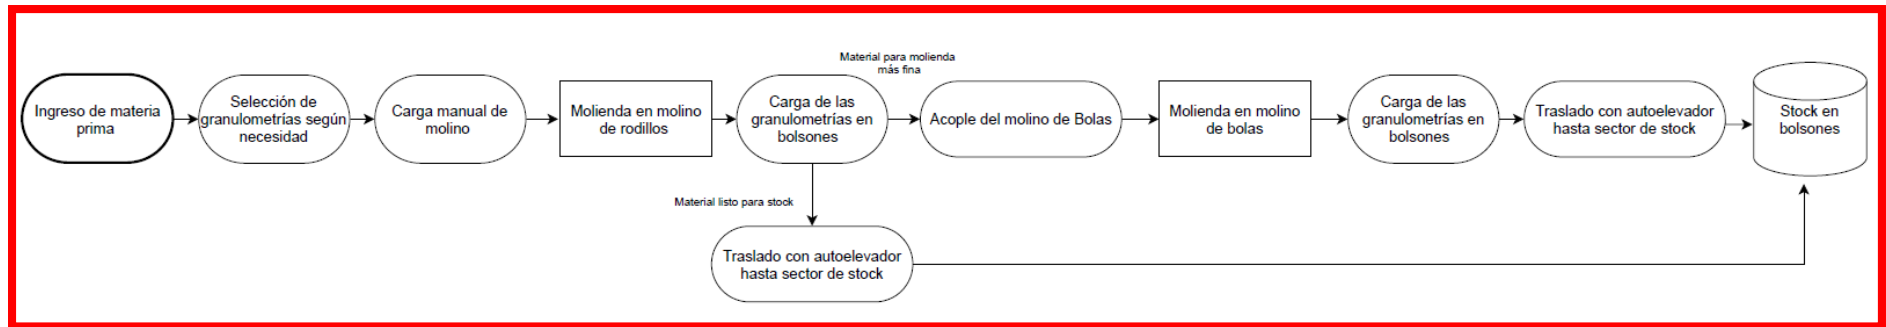 Ingreso de materia
prima
Selección de
granulometrías según
necesidad
Carga manual de
molino
Molienda en molino
de rodillos
Carga de las
granulometrías en
bolsones
Material para molienda
más fina
Acople del molino de Bolas
Molienda en molino
de bolas
Carga de las
granulometrías en
bolsones
Traslado con autoelevador
hasta sector de stock
Stock en
bolsones
Material listo para stock
Traslado con autoelevador
hasta sector de stock